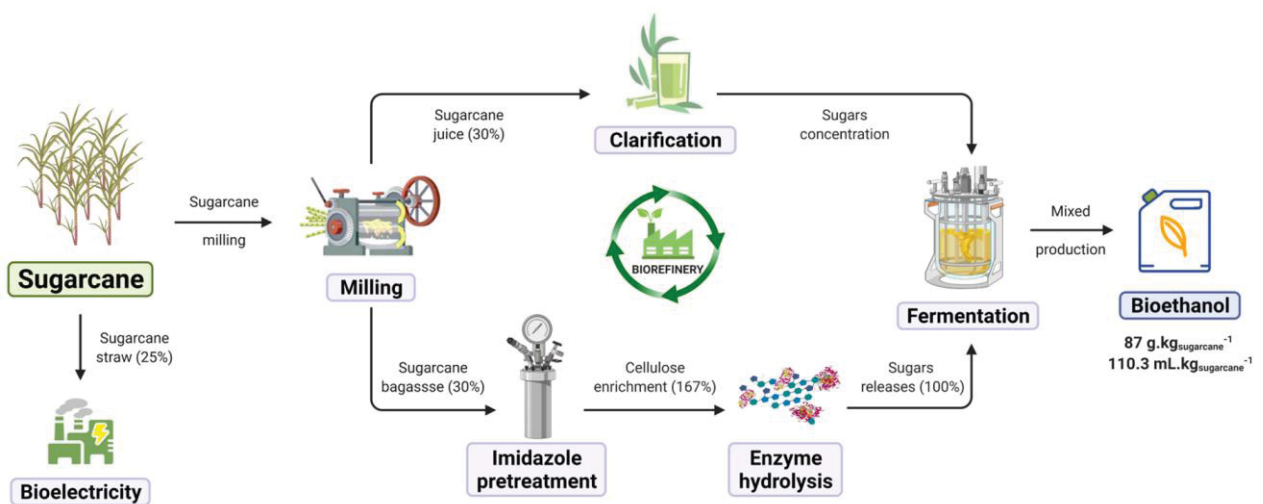 Sugarcane
juice (30%)
Clarification
Sugars
concentration
Sugarcane
milling
Sugarcane
Milling
BIOREFINERY
Fermentation
Mixed
production
Bioethanol
87 g.kgsugarcane-1
110.3 mL.kgsugarcane-1
Sugarcane
straw (25%)
Bioelectricity
Sugarcane
bagassse (30%)
Imidazole
pretreatment
Cellulose
enrichment (167%)
Enzyme
hydrolysis
Sugars
releases (100%)